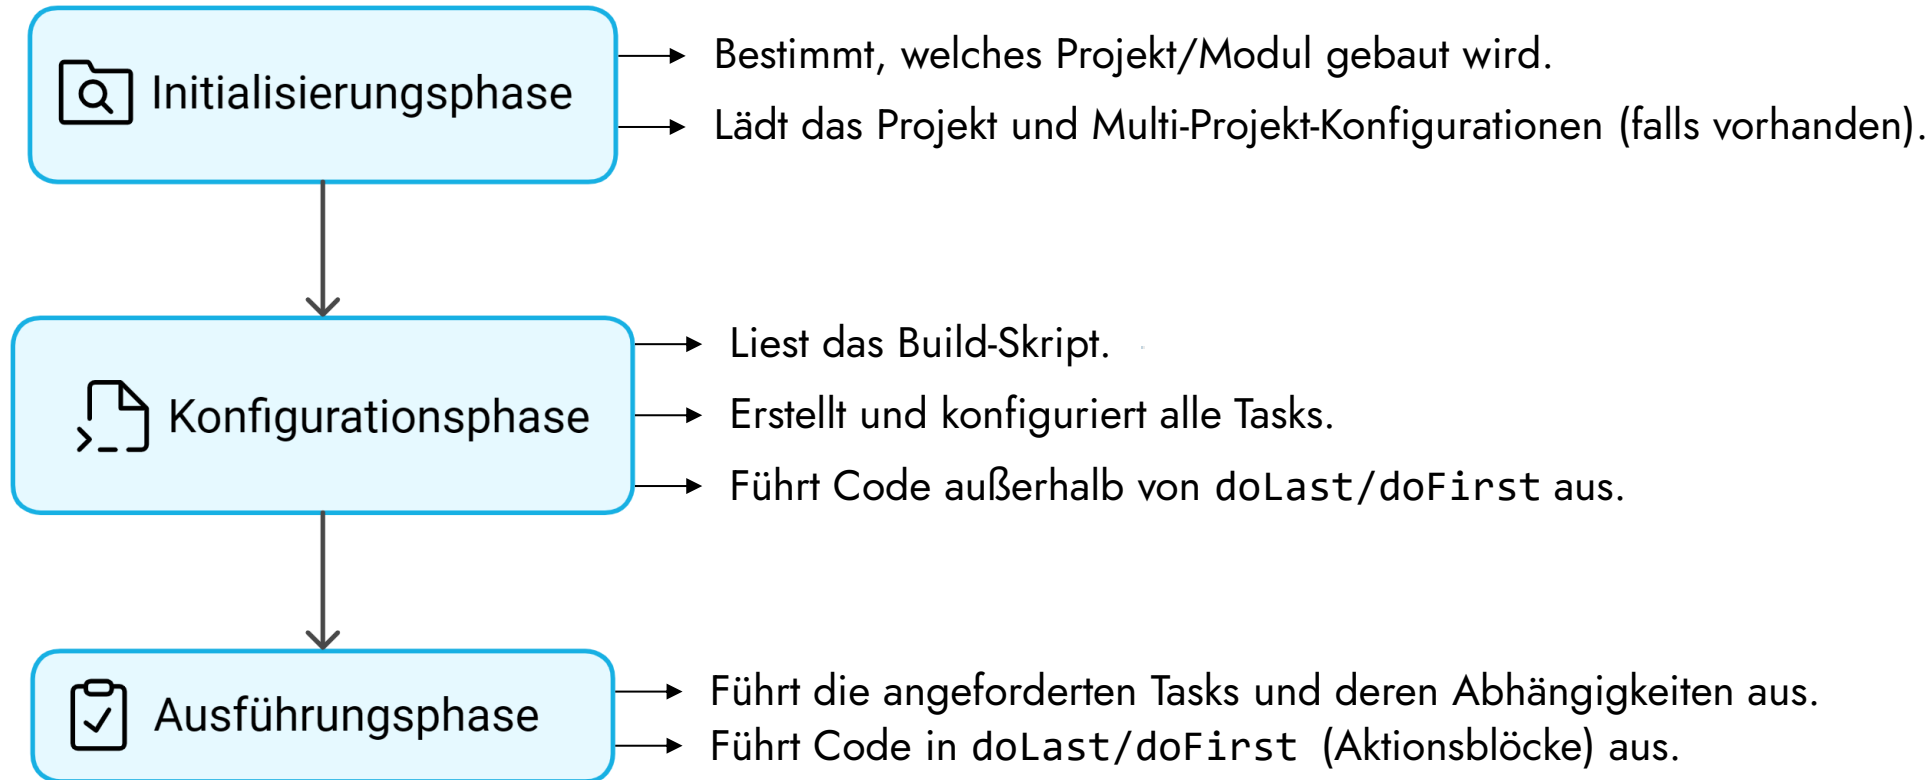 Initialisierungsphase
Bestimmt, welches Projekt/Modul gebaut wird.
Lädt das Projekt und Multi-Projekt-Konfigurationen (falls vorhanden).
Konfigurationsphase
Liest das Build-Skript.
Erstellt und konfiguriert alle Tasks.
Führt Code außerhalb von doLast/doFirst aus.
Ausführungsphase
Führt die angeforderten Tasks und deren Abhängigkeiten aus.
Führt Code in doLast/doFirst (Aktionsblöcke) aus.